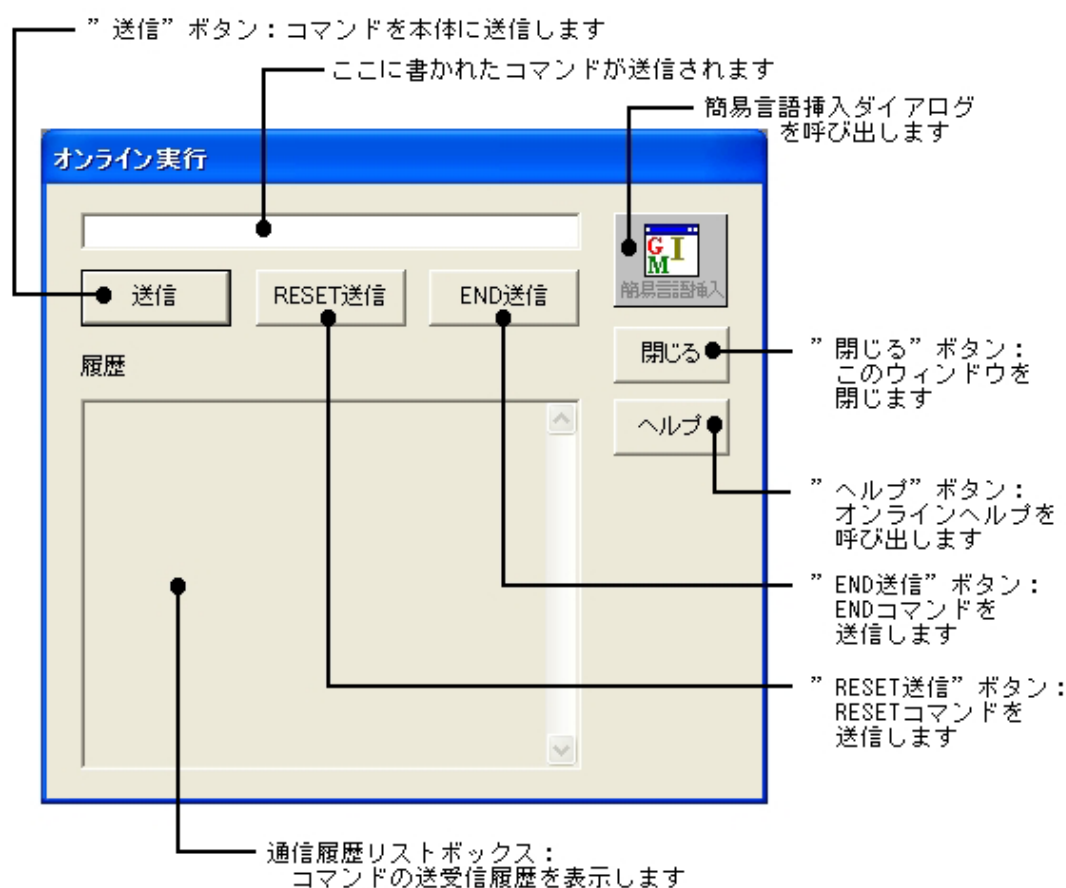 ”送信”ボタン：コマンドを本体に送信します
ここに書かれたコマンドが送信されます
簡易言語挿入ダイアログ
を呼び出します
オンライン実行
GMI
簡易言語挿入
送信
RESET送信
END送信
閉じる
履歴
ヘルプ
”閉じる”ボタン：
このウィンドウを
閉じます
”ヘルプ”ボタン：
オンラインヘルプを
呼び出します
”END送信”ボタン：
ENDコマンドを
送信します
”RESET送信”ボタン：
RESETコマンドを
送信します
通信履歴リストボックス：
コマンドの送受信履歴を表示します